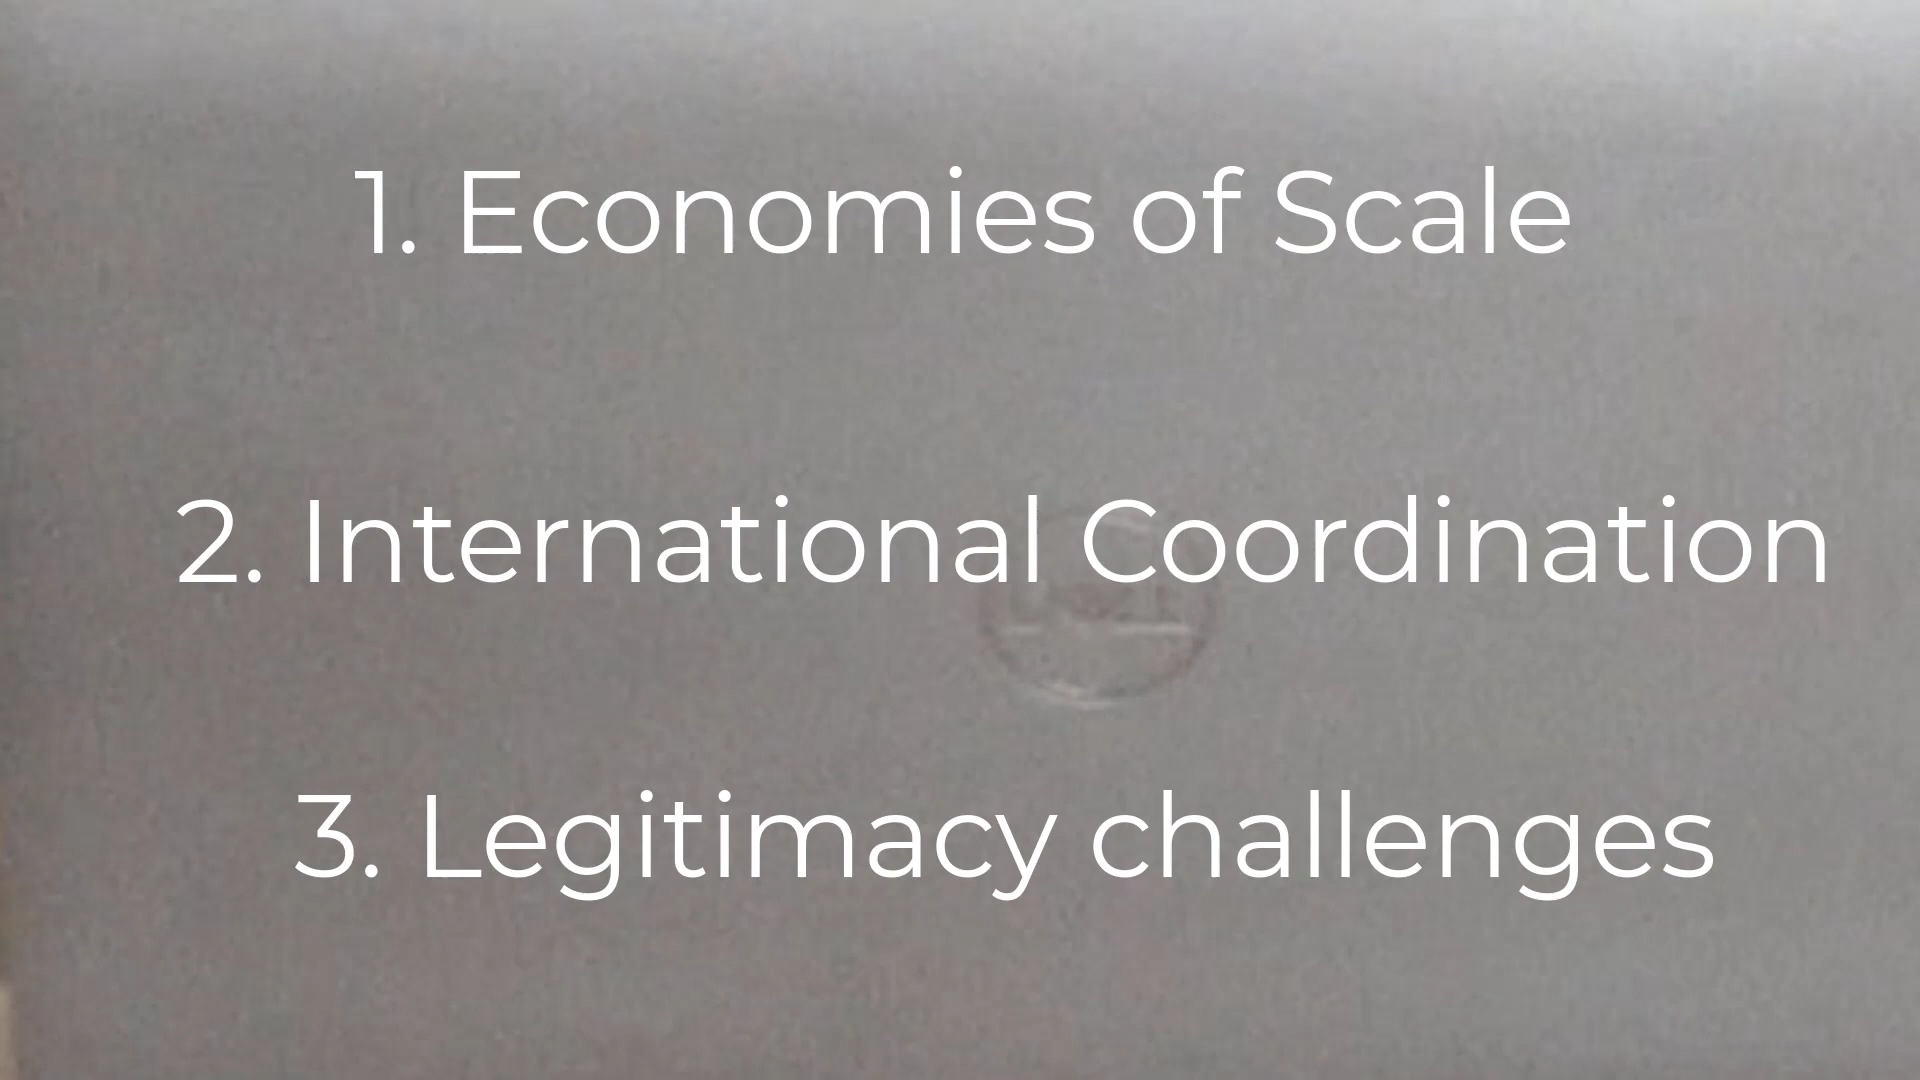 1. Economies of Scale
2. International Coordination
3. Legitimacy challenges